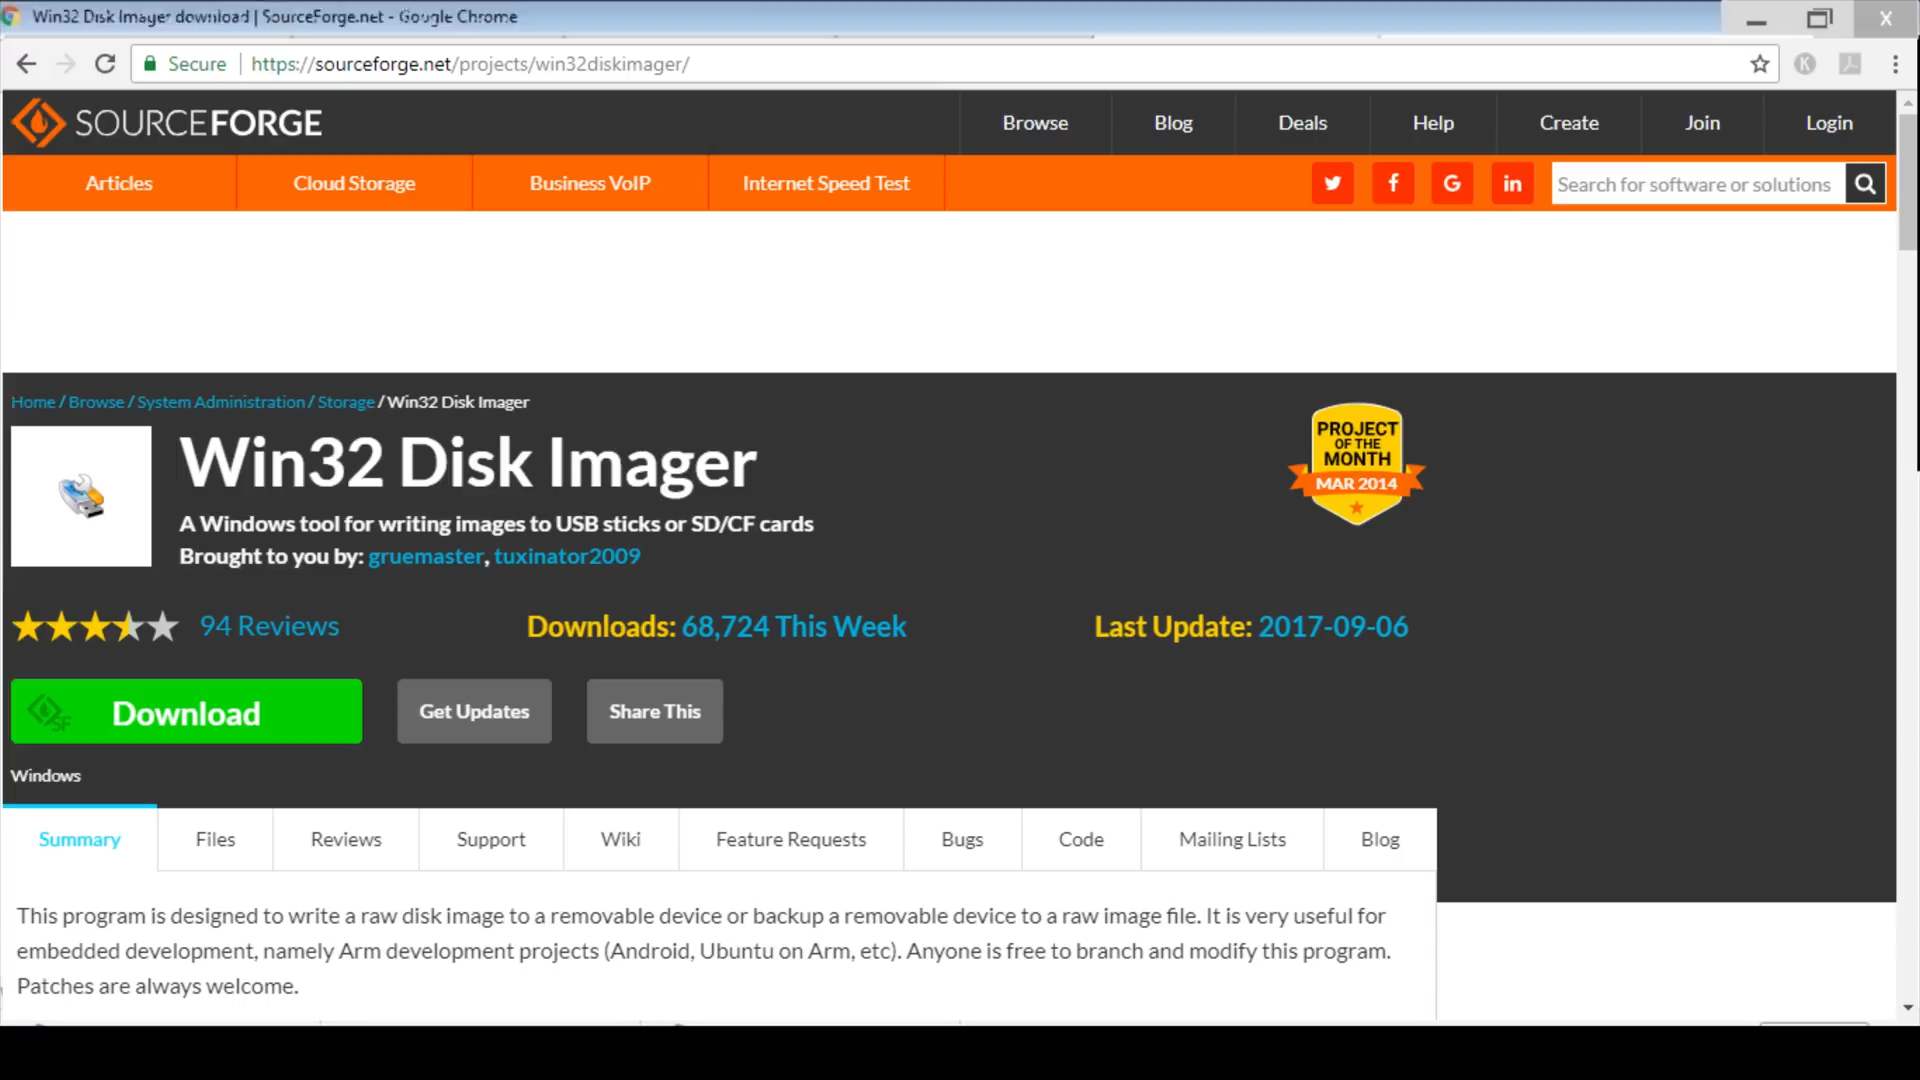 Win32 Disk Imager download | SourceForge.net - Google Chrome
Secure https://sourceforge.net/projects/win32diskimager/
SOURCEFORGE Browse Blog Deals Help Create Join Login
Articles Cloud Storage Business VoIP Internet Speed Test Search for software or solutions
Home / Browse / System Administration / Storage / Win32 Disk Imager
Win32 Disk Imager
A Windows tool for writing images to USB sticks or SD/CF cards
Brought to you by: gruemaster, tuxinator2009
PROJECT
OF THE
MONTH
MAR 2014
94 Reviews Downloads: 68,724 This Week Last Update: 2017-09-06
SF Download Get Updates Share This
Windows
Summary Files Reviews Support Wiki Feature Requests Bugs Code Mailing Lists Blog
This program is designed to write a raw disk image to a removable device or backup a removable device to a raw image file. It is very useful for
embedded development, namely Arm development projects (Android, Ubuntu on Arm, etc). Anyone is free to branch and modify this program.
Patches are always welcome.